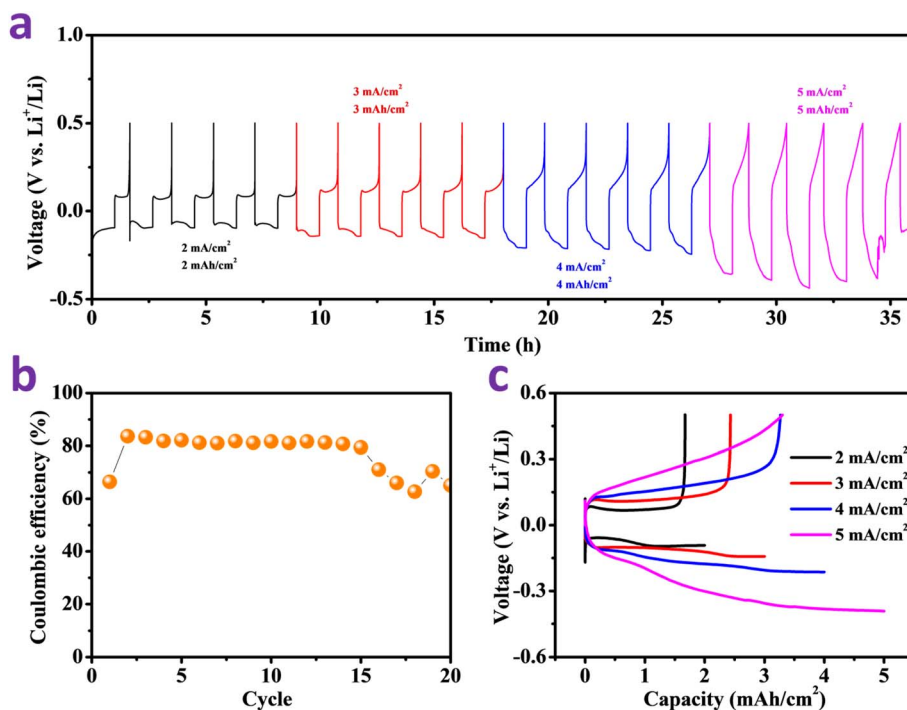 a
1.0
0.5
0.0
-0.5
Voltage (V vs. Li⁺/Li)
3 mA/cm²
3 mAh/cm²
5 mA/cm²
5 mAh/cm²
2 mA/cm²
2 mAh/cm²
4 mA/cm²
4 mAh/cm²
0 5 10 15 20 25 30 35
Time (h)
b
100
80
60
40
20
0
Coulombic efficiency (%)
0 5 10 15 20
Cycle
c
0.6
0.3
0.0
-0.3
-0.6
Voltage (V vs. Li⁺/Li)
2 mA/cm²
3 mA/cm²
4 mA/cm²
5 mA/cm²
0 1 2 3 4 5
Capacity (mAh/cm²)